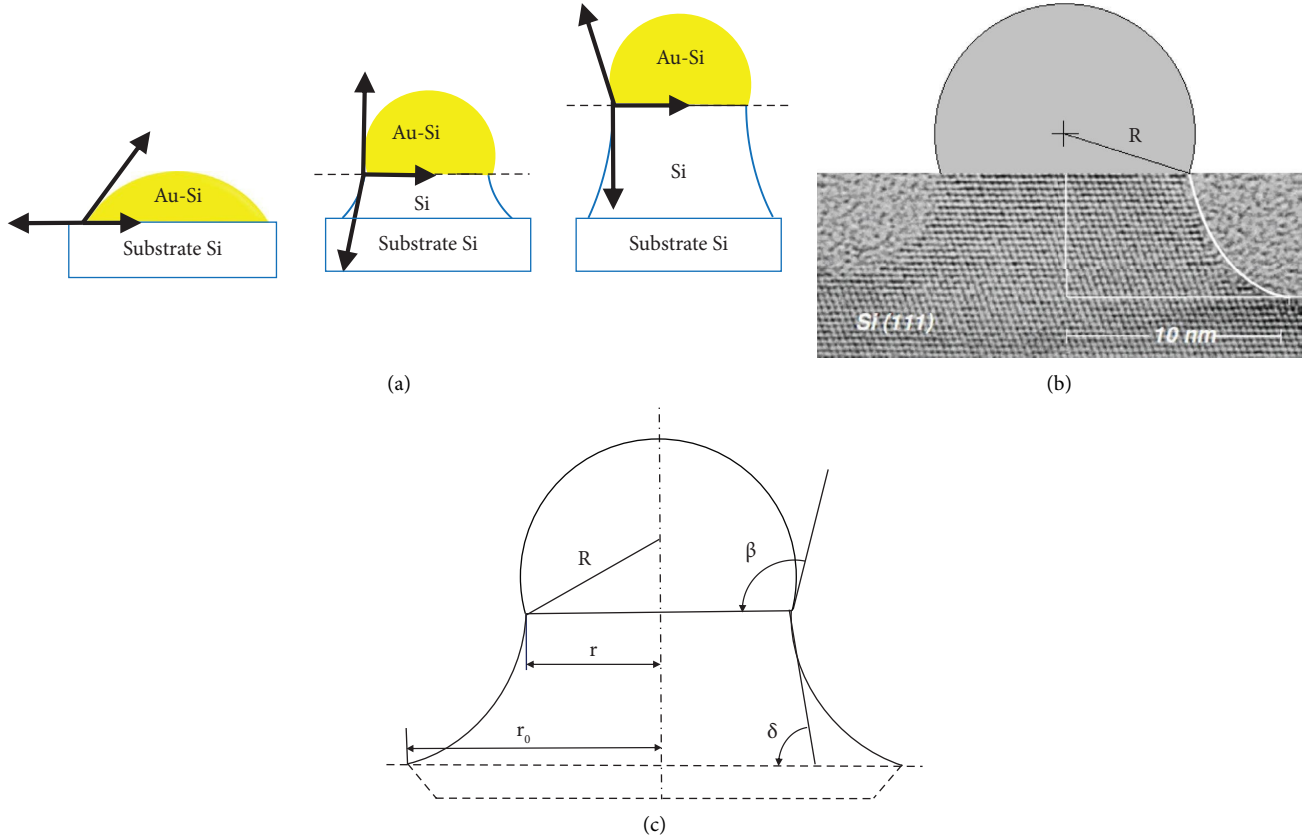 Au-Si
Substrate Si
Au-Si
Si
Substrate Si
Au-Si
Si
Substrate Si
(a)
R
Si (111)
10 nm
(b)
R
β
r
r0
δ
(c)